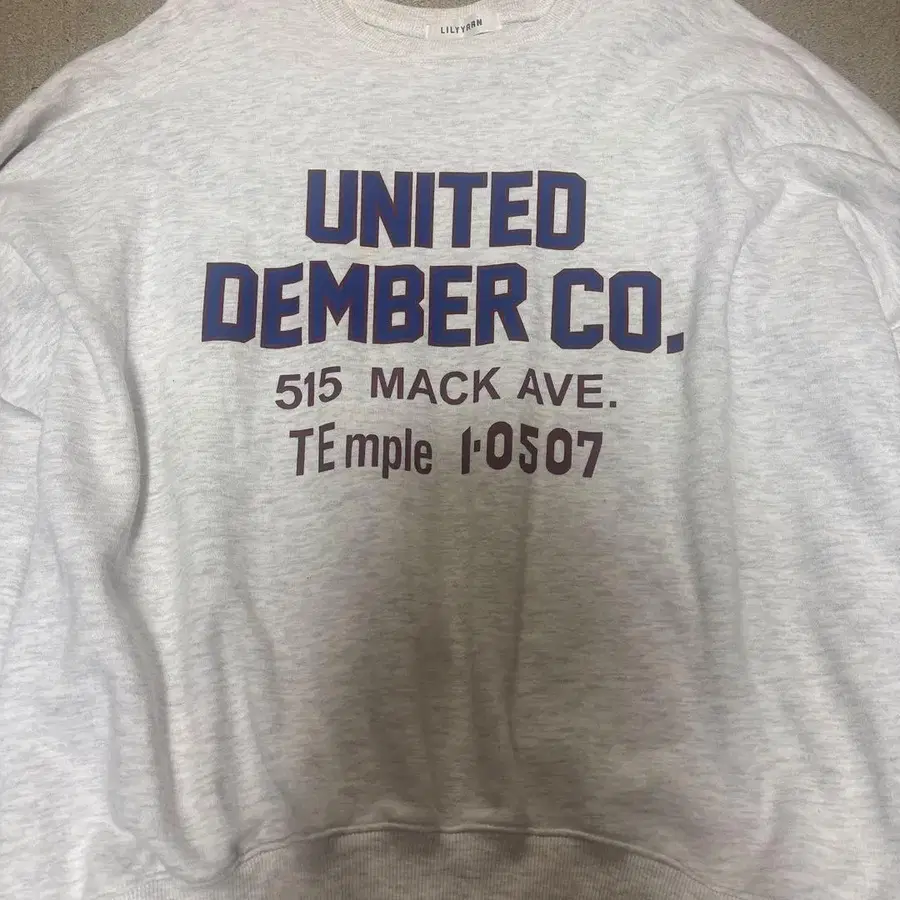 LILYYARN
UNITED
DEMBER CO.
515 MACK AVE.
TEmple 1-0507